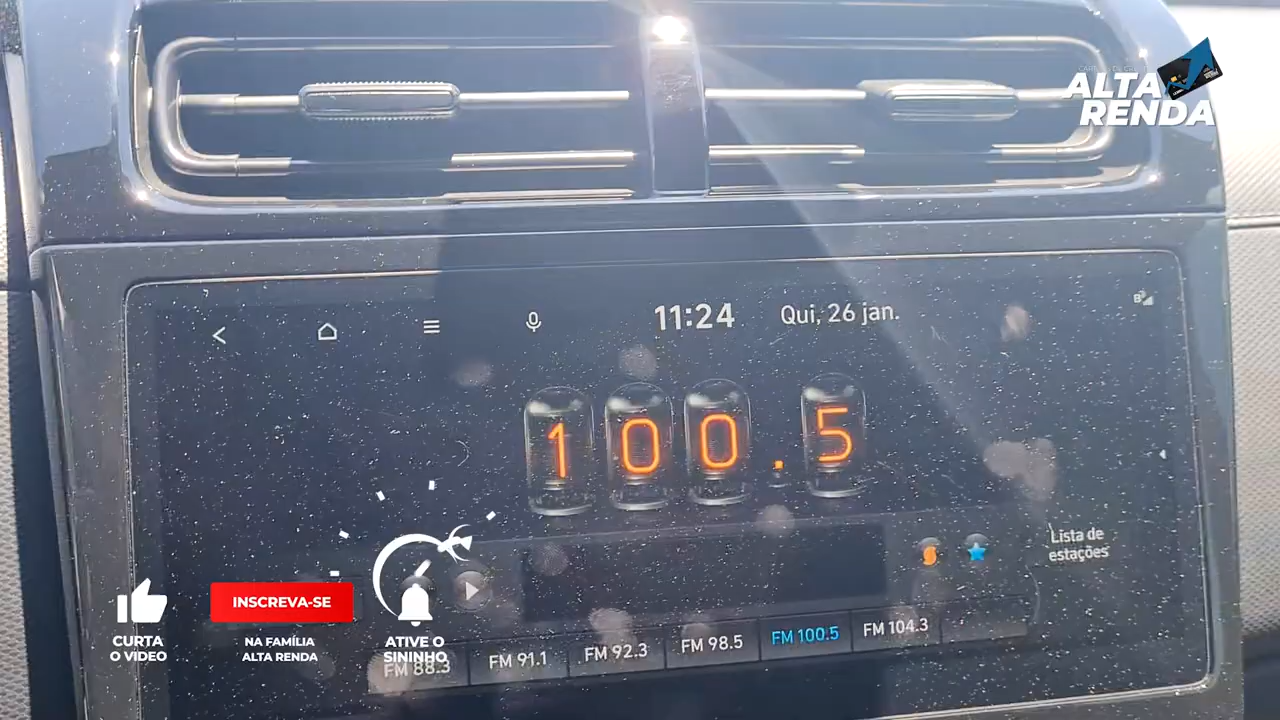 ALTA
RENDA
11:24
Qui, 26 jan.
100.5
Lista de
estações
FM 88.3
FM 91.1
FM 92.3
FM 98.5
FM 100.5
FM 104.3
CURTA
O VIDEO
INSCREVA-SE
NA FAMÍLIA
ALTA RENDA
ATIVE O
SININHO